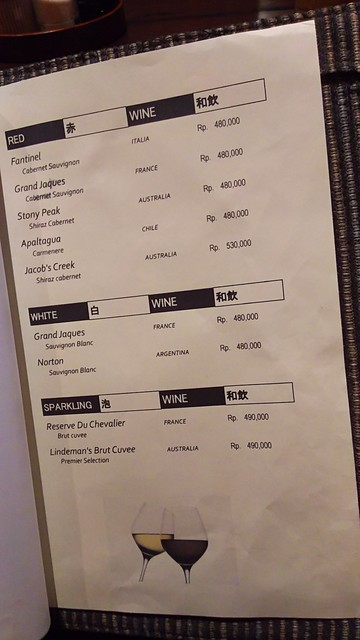 RED 赤 WINE 和飲
Fantinel ITALIA Rp. 480,000
Cabernet Sauvignon
Grand Jaques FRANCE Rp. 480,000
Cabernet Sauvignon
Stony Peak AUSTRALIA Rp. 480,000
Shiraz Cabernet
Apaltagua CHILE Rp. 480,000
Carmenere
Jacob's Creek AUSTRALIA Rp. 530,000
Shiraz cabernet
WHITE 白 WINE 和飲
Grand Jaques FRANCE Rp. 480,000
Sauvignon Blanc
Norton ARGENTINA Rp. 480,000
Sauvignon Blanc
SPARKLING 泡 WINE 和飲
Reserve Du Chevalier FRANCE Rp. 490,000
Brut cuvee
Lindeman's Brut Cuvee AUSTRALIA Rp. 490,000
Premier Selection